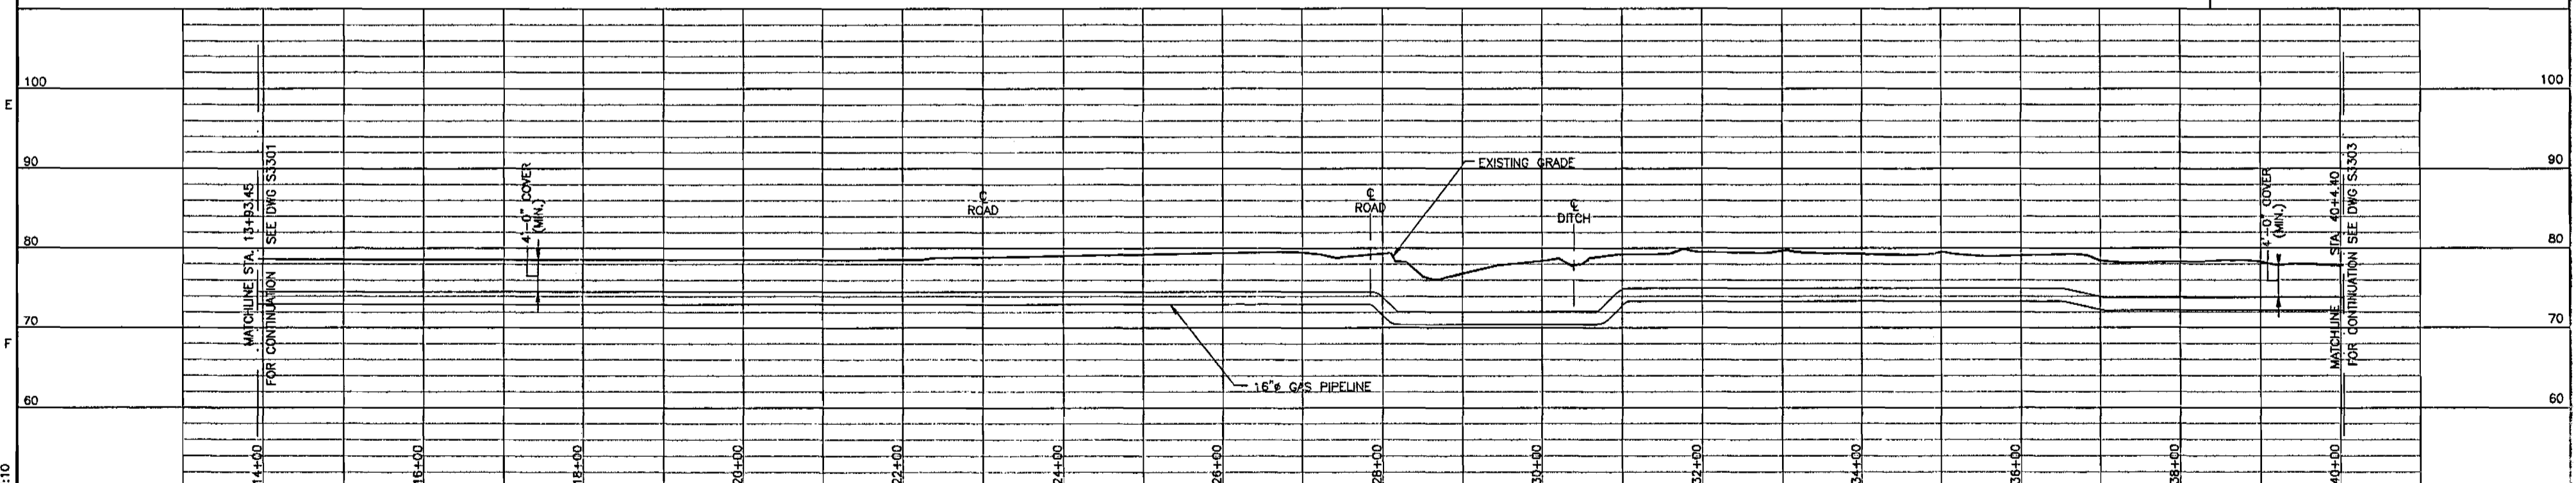 100
100
E
90
90
EXISTING GRADE
MATCHLINE STA. 13+93.45
FOR CONTINUATION SEE DWG S3301
4'-0" COVER
(MIN.)
℄
ROAD
℄
ROAD
℄
DITCH
4'-0" COVER
(MIN.)
MATCHLINE STA. 40+4.40
FOR CONTINUATION SEE DWG S3303
80
80
70
70
F
16"ø GAS PIPELINE
60
60
14+00
16+00
18+00
20+00
22+00
24+00
26+00
28+00
30+00
32+00
34+00
36+00
38+00
40+00
:10